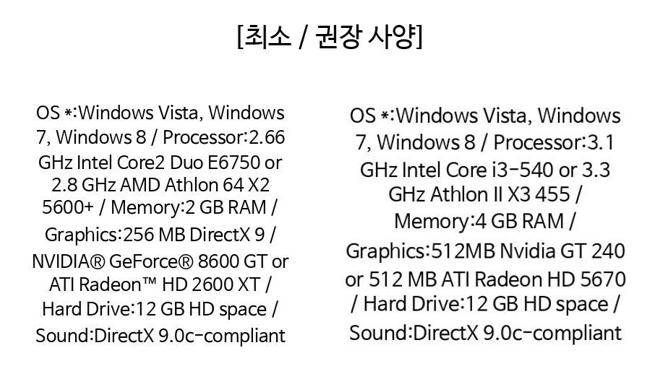 [최소 / 권장 사양]
OS *:Windows Vista, Windows
7, Windows 8 / Processor:2.66
GHz Intel Core2 Duo E6750 or
2.8 GHz AMD Athlon 64 X2
5600+ / Memory:2 GB RAM /
Graphics:256 MB DirectX 9 /
NVIDIA® GeForce® 8600 GT or
ATI Radeon™ HD 2600 XT /
Hard Drive:12 GB HD space /
Sound:DirectX 9.0c-compliant
OS *:Windows Vista, Windows
7, Windows 8 / Processor:3.1
GHz Intel Core i3-540 or 3.3
GHz Athlon II X3 455 /
Memory:4 GB RAM /
Graphics:512MB Nvidia GT 240
or 512 MB ATI Radeon HD 5670
/ Hard Drive:12 GB HD space /
Sound:DirectX 9.0c-compliant